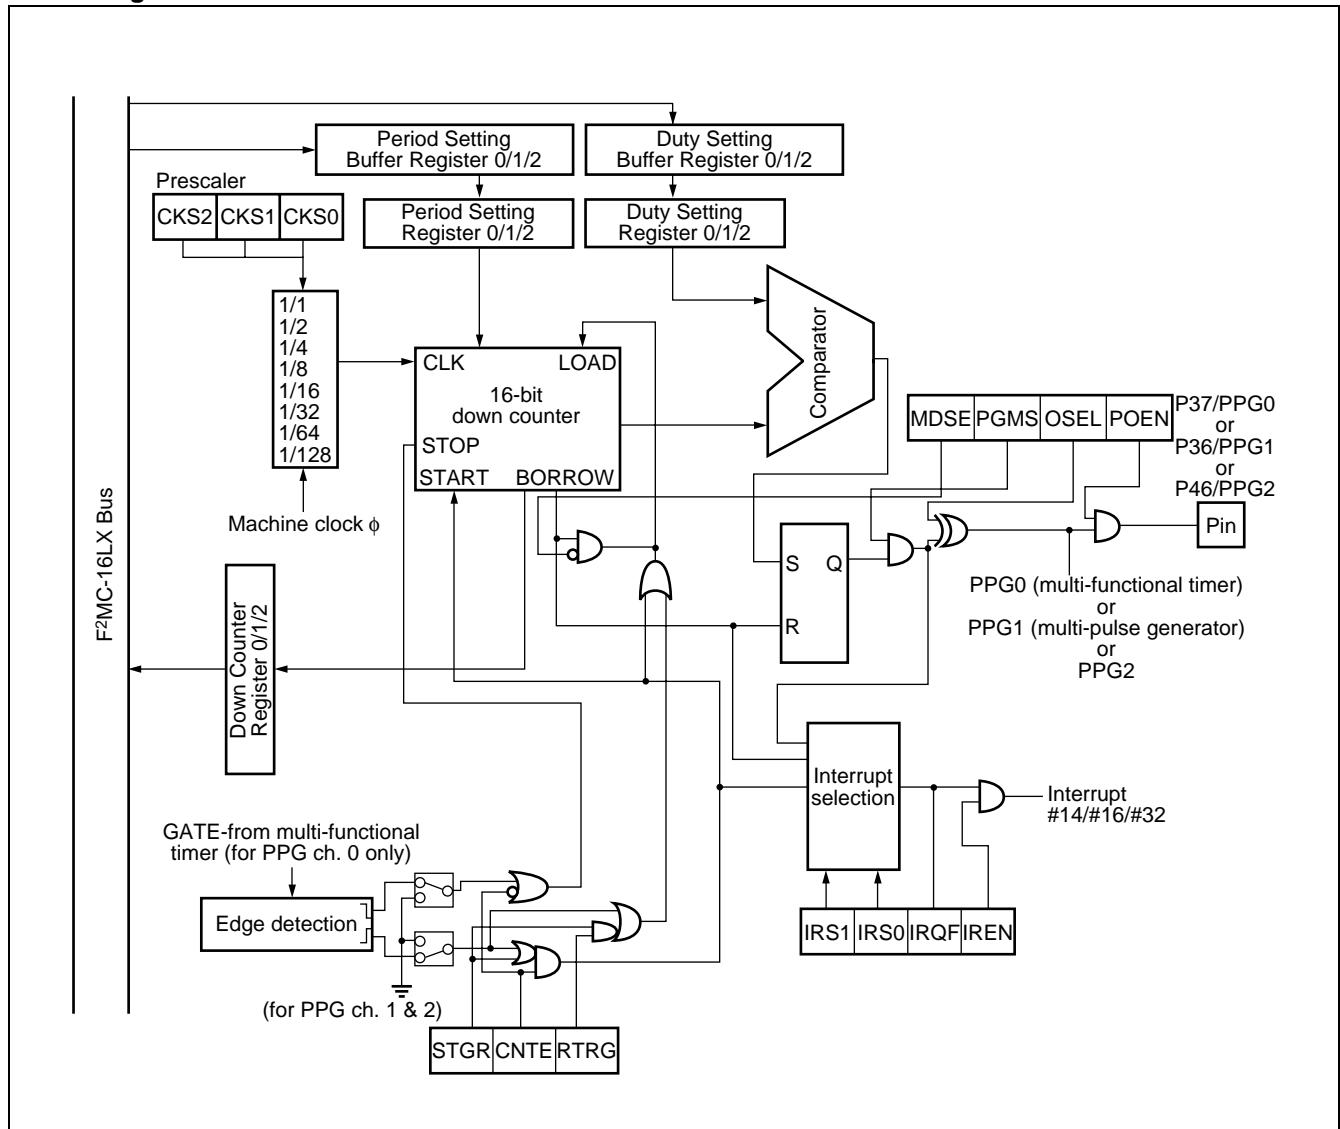 Period Setting
Buffer Register 0/1/2
Duty Setting
Buffer Register 0/1/2
Prescaler
CKS2 CKS1 CKS0
Period Setting
Register 0/1/2
Duty Setting
Register 0/1/2
1/1
1/2
1/4
1/8
1/16
1/32
1/64
1/128
CLK LOAD
16-bit
down counter
STOP
START BORROW
Comparator
MDSE PGMS OSEL POEN
P37/PPG0
or
P36/PPG1
or
P46/PPG2
Pin
Machine clock ϕ
F²MC-16LX Bus
S Q
R
PPG0 (multi-functional timer)
or
PPG1 (multi-pulse generator)
or
PPG2
Down Counter
Register 0/1/2
Interrupt
selection
Interrupt
#14/#16/#32
GATE-from multi-functional
timer (for PPG ch. 0 only)
Edge detection
IRS1 IRS0 IRQF IREN
(for PPG ch. 1 & 2)
STGR CNTE RTRG